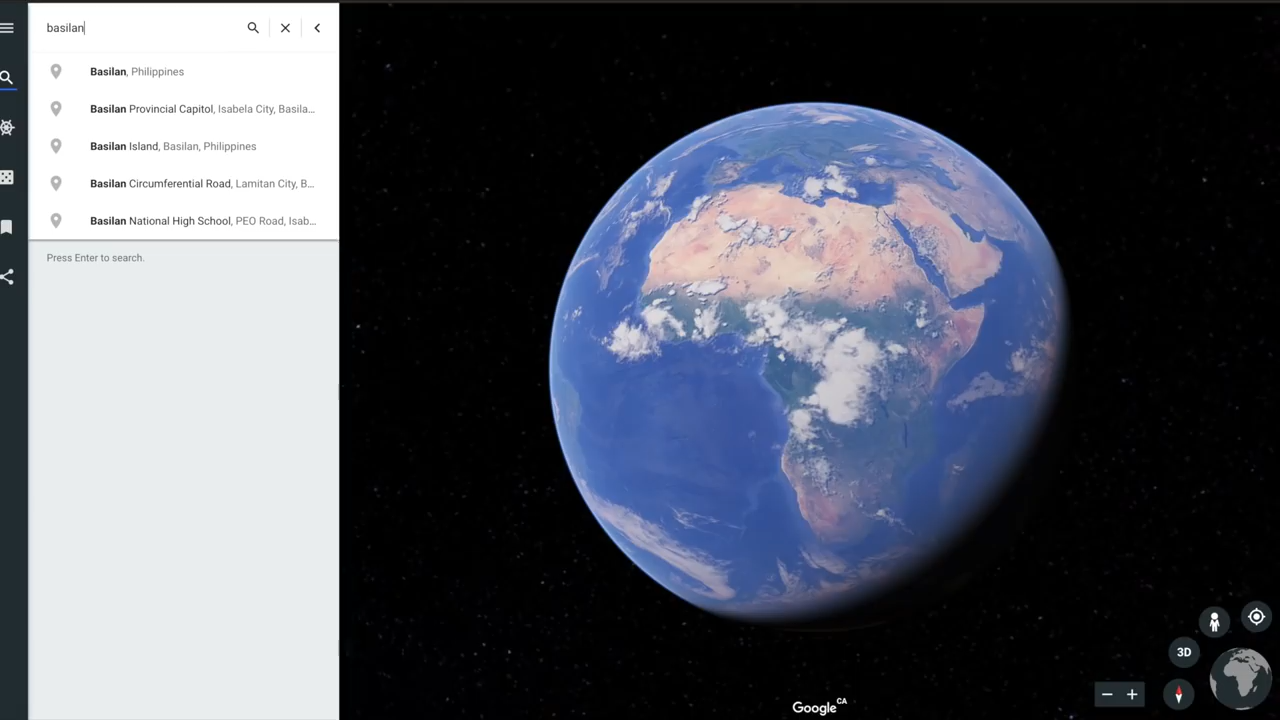 basilan
Basilan, Philippines
Basilan Provincial Capitol, Isabela City, Basila...
Basilan Island, Basilan, Philippines
Basilan Circumferential Road, Lamitan City, B...
Basilan National High School, PEO Road, Isab...
Press Enter to search.
3D
Google CA